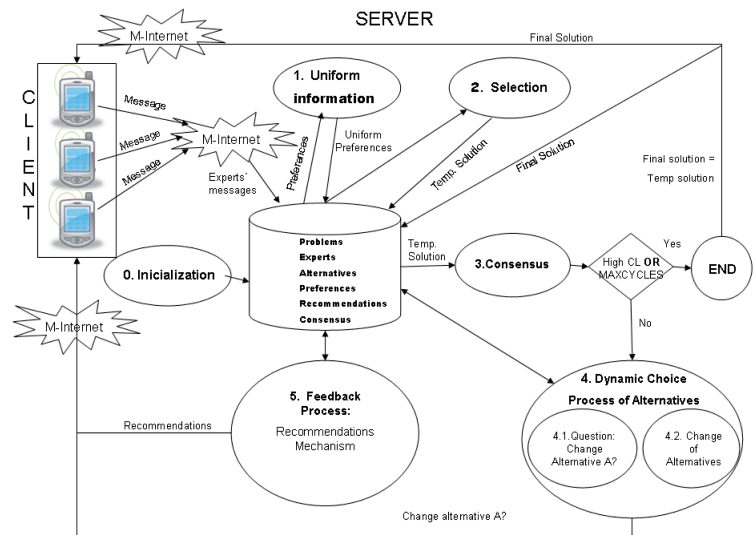 SERVER
M-Internet
Final Solution
CLIENT
Message
Message
Message
M-Internet
Experts´
messages
1. Uniform
information
2. Selection
Preferences
Uniform
Preferences
Temp. Solution
Final Solution
Final solution =
Temp solution
0. Inicialization
Problems
Experts
Alternatives
Preferences
Recommendations
Consensus
Temp.
Solution
3.Consensus
High CL OR
MAXCYCLES
Yes
END
No
M-Internet
5. Feedback
Process:
Recommendations
Mechanism
Recommendations
4. Dynamic Choice
Process of Alternatives
4.1.Question:
Change
Alternative A?
4.2. Change
of
Alternatives
Change alternative A?